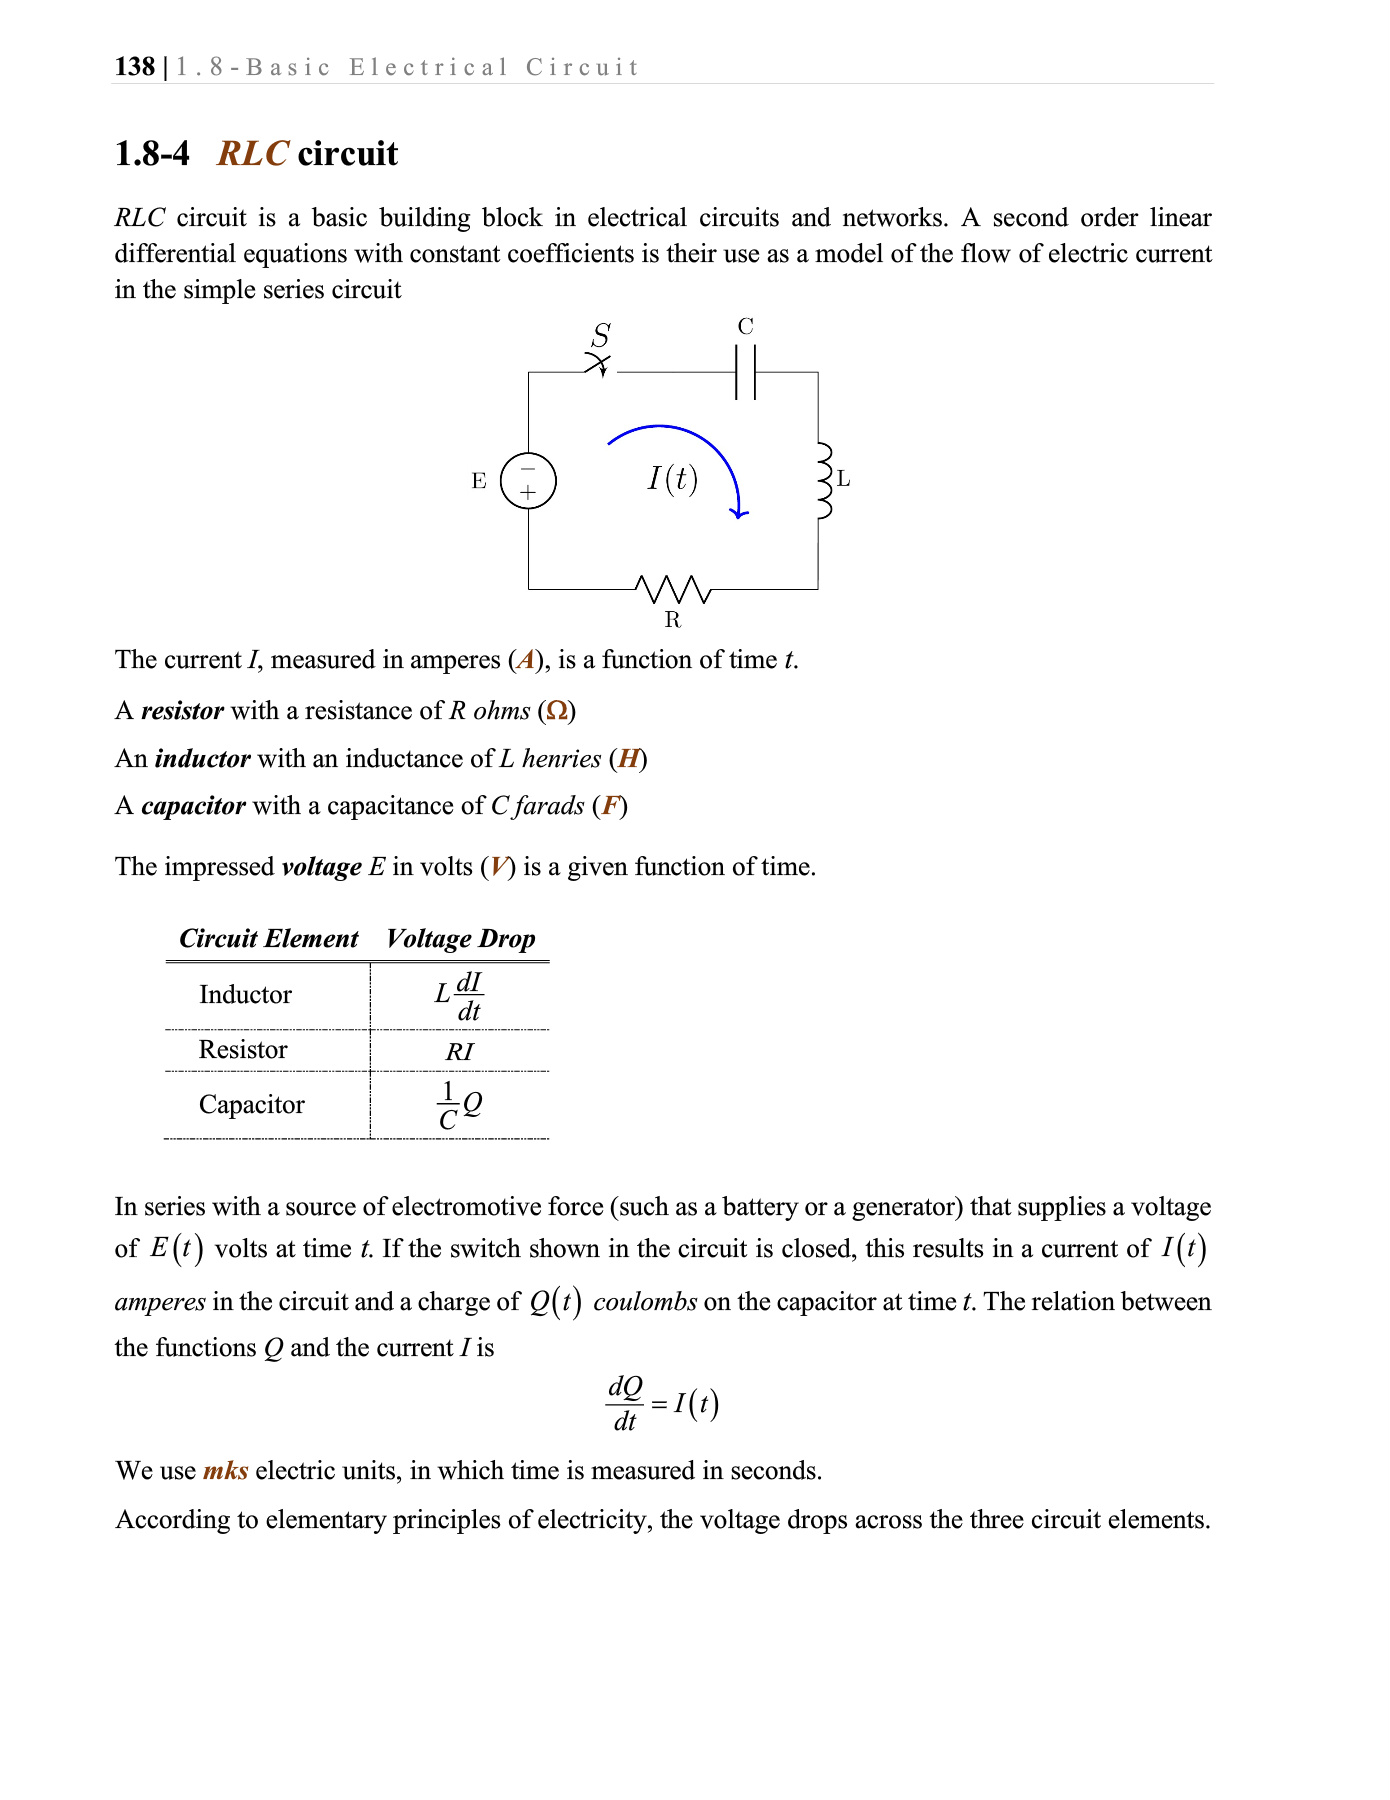 138 | 1.8-Basic Electrical Circuit
1.8-4 RLC circuit
RLC circuit is a basic building block in electrical circuits and networks. A second order linear
differential equations with constant coefficients is their use as a model of the flow of electric current
in the simple series circuit
S
C
E
−
+
I(t)
L
R
The current I, measured in amperes (A), is a function of time t.
A resistor with a resistance of R ohms (Ω)
An inductor with an inductance of L henries (H)
A capacitor with a capacitance of C farads (F)
The impressed voltage E in volts (V) is a given function of time.
Circuit Element Voltage Drop
Inductor L dI/dt
Resistor RI
Capacitor 1/C Q
In series with a source of electromotive force (such as a battery or a generator) that supplies a voltage
of E(t) volts at time t. If the switch shown in the circuit is closed, this results in a current of I(t)
amperes in the circuit and a charge of Q(t) coulombs on the capacitor at time t. The relation between
the functions Q and the current I is
dQ/dt = I(t)
We use mks electric units, in which time is measured in seconds.
According to elementary principles of electricity, the voltage drops across the three circuit elements.